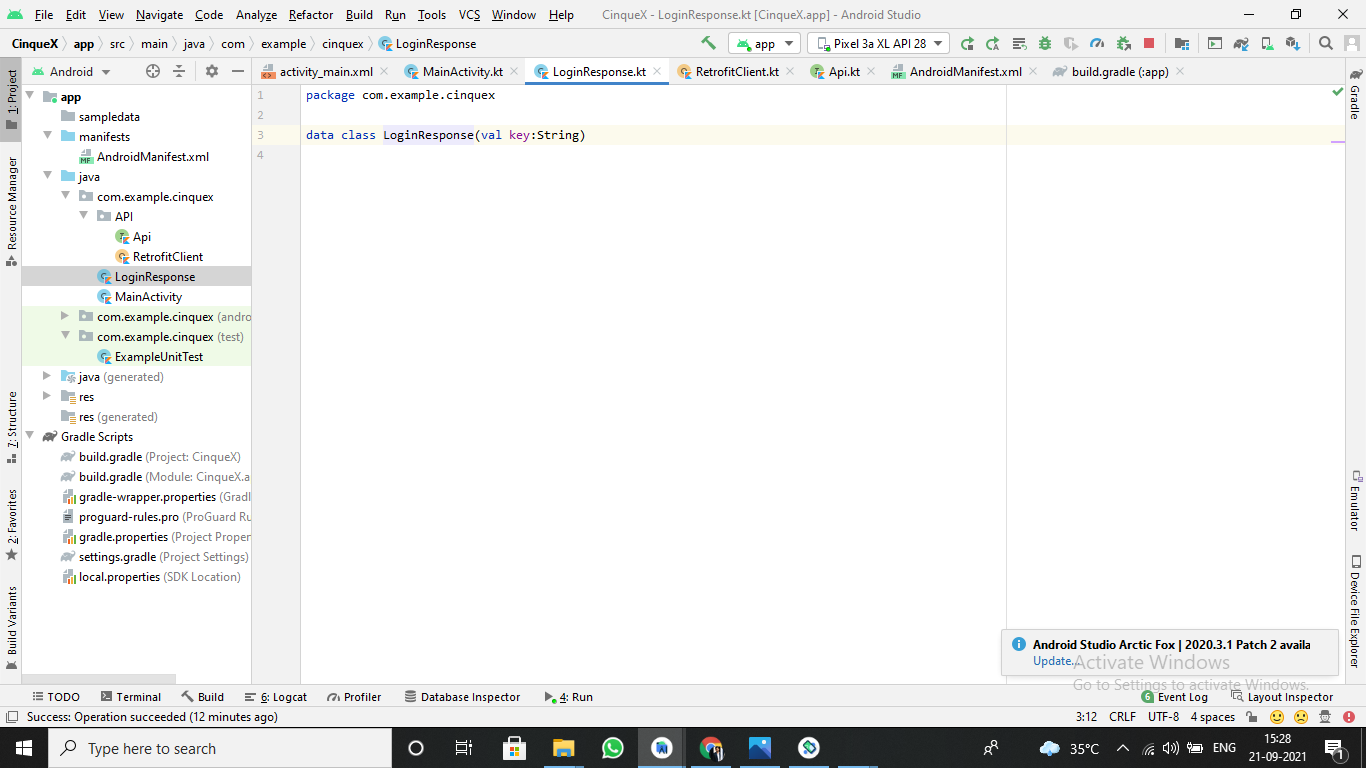 File Edit View Navigate Code Analyze Refactor Build Run Tools VCS Window Help CinqueX - LoginResponse.kt [CinqueX.app] - Android Studio
CinqueX app src main java com example cinquex LoginResponse app Pixel 3a XL API 28
1: Project
Resource Manager
7: Structure
2: Favorites
Build Variants
Android
app
sampledata
manifests
AndroidManifest.xml
java
com.example.cinquex
API
Api
RetrofitClient
LoginResponse
MainActivity
com.example.cinquex (andro
com.example.cinquex (test)
ExampleUnitTest
java (generated)
res
res (generated)
Gradle Scripts
build.gradle (Project: CinqueX)
build.gradle (Module: CinqueX.a
gradle-wrapper.properties (Gradl
proguard-rules.pro (ProGuard Ru
gradle.properties (Project Proper
settings.gradle (Project Settings)
local.properties (SDK Location)
activity_main.xml MainActivity.kt LoginResponse.kt RetrofitClient.kt Api.kt AndroidManifest.xml build.gradle (:app)
1 package com.example.cinquex
2
3 data class LoginResponse(val key:String)
4
Gradle
Emulator
Device File Explorer
Android Studio Arctic Fox | 2020.3.1 Patch 2 availa
Update...
Activate Windows
Go to Settings to activate Windows.
TODO Terminal Build 6: Logcat Profiler Database Inspector 4: Run 6 Event Log Layout Inspector
Success: Operation succeeded (12 minutes ago) 3:12 CRLF UTF-8 4 spaces
Type here to search 35°C ENG 15:28
21-09-2021 1